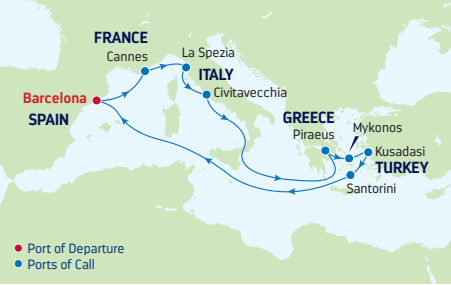 FRANCE
Cannes
La Spezia
ITALY
Civitavecchia
Barcelona
SPAIN
GREECE
Piraeus
Mykonos
Kusadasi
TURKEY
Santorini
Port of Departure
Ports of Call